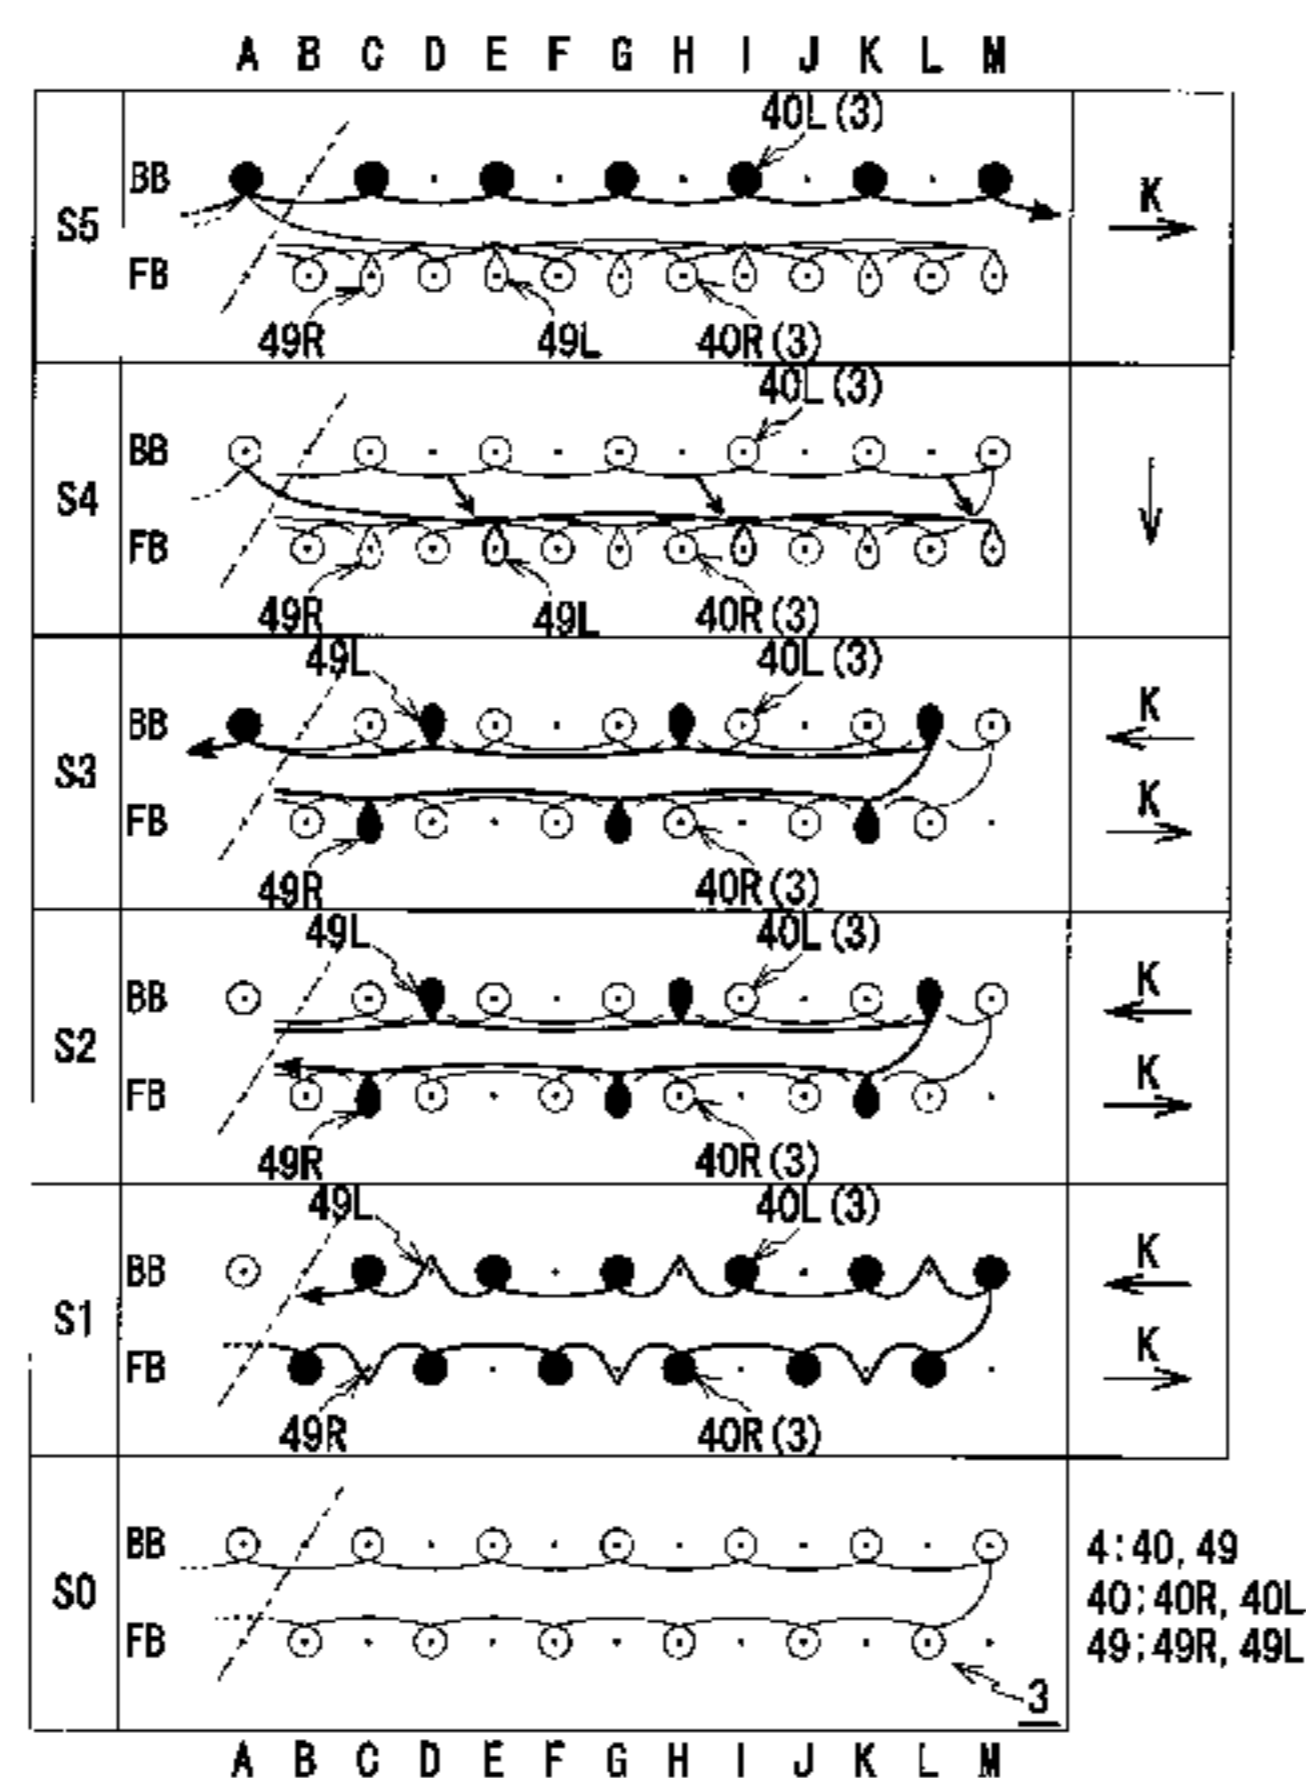 A B C D E F G H I J K L M
40L(3)
BB
K
S5
FB
49R 49L 40R(3)
40L(3)
BB
S4
FB
49R 49L 40R(3)
49L 40L(3)
BB K
S3
FB K
49R 40R(3)
49L 40L(3)
BB K
S2
FB K
49R 40R(3)
49L 40L(3)
BB K
S1
FB K
49R 40R(3)
BB 4:40, 49
S0 40:40R, 40L
FB 49:49R, 49L
3
A B C D E F G H I J K L M